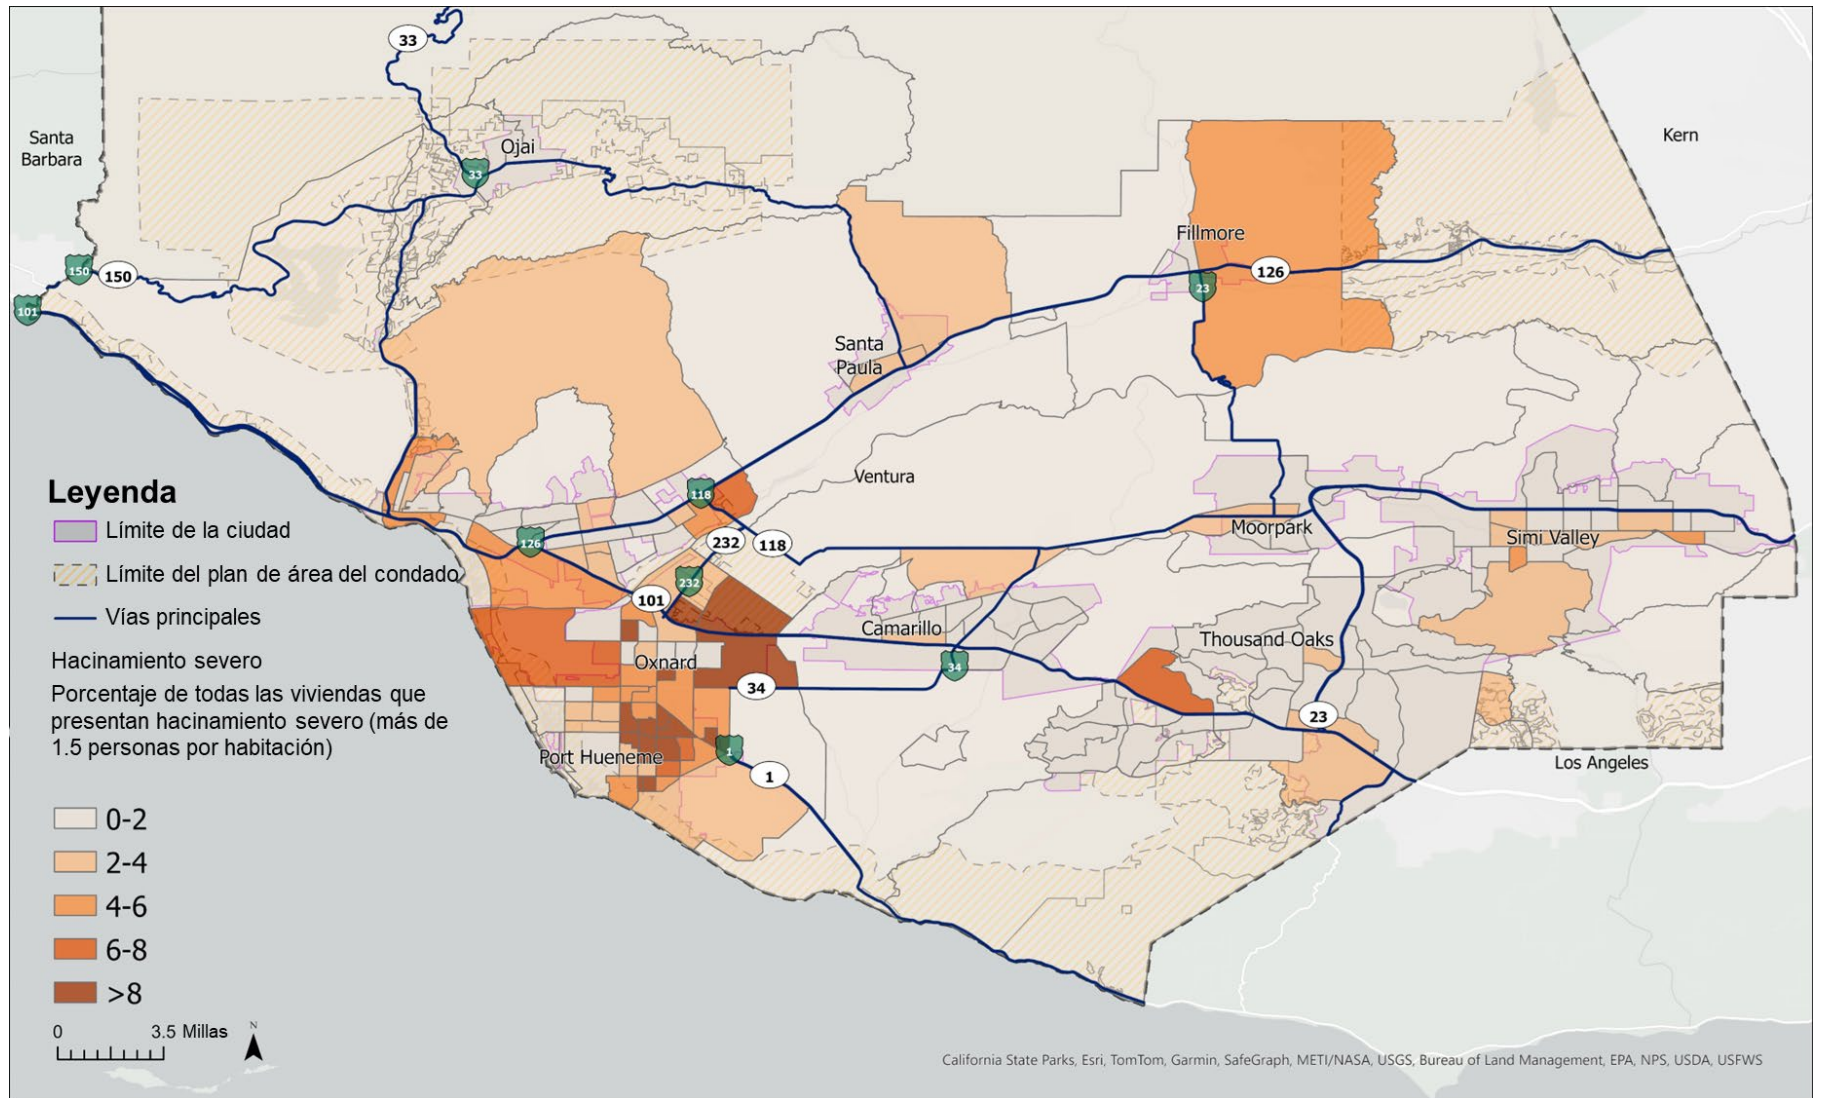 33
Santa
Barbara
Ojai
33
Kern
150
150
101
Fillmore
126
23
Santa
Paula
Ventura
118
Leyenda
Límite de la ciudad
Límite del plan de área del condado
Vías principales
Hacinamiento severo
Porcentaje de todas las viviendas que
presentan hacinamiento severo (más de
1.5 personas por habitación)
0-2
2-4
4-6
6-8
>8
0 3.5 Millas
N
126
232
118
232
101
Moorpark
Simi Valley
Camarillo
Thousand Oaks
Oxnard
34
34
23
Port Hueneme
1
1
Los Angeles
California State Parks, Esri, TomTom, Garmin, SafeGraph, METI/NASA, USGS, Bureau of Land Management, EPA, NPS, USDA, USFWS